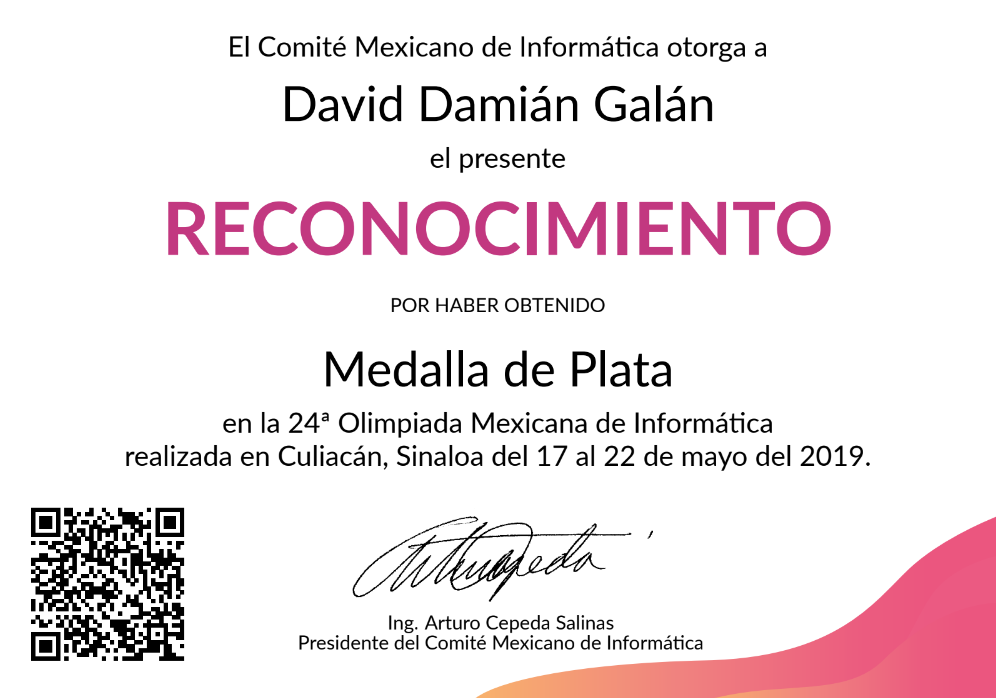 El Comité Mexicano de Informática otorga a
David Damián Galán
el presente
RECONOCIMIENTO
POR HABER OBTENIDO
Medalla de Plata
en la 24ª Olimpiada Mexicana de Informática
realizada en Culiacán, Sinaloa del 17 al 22 de mayo del 2019.
Ing. Arturo Cepeda Salinas
Presidente del Comité Mexicano de Informática